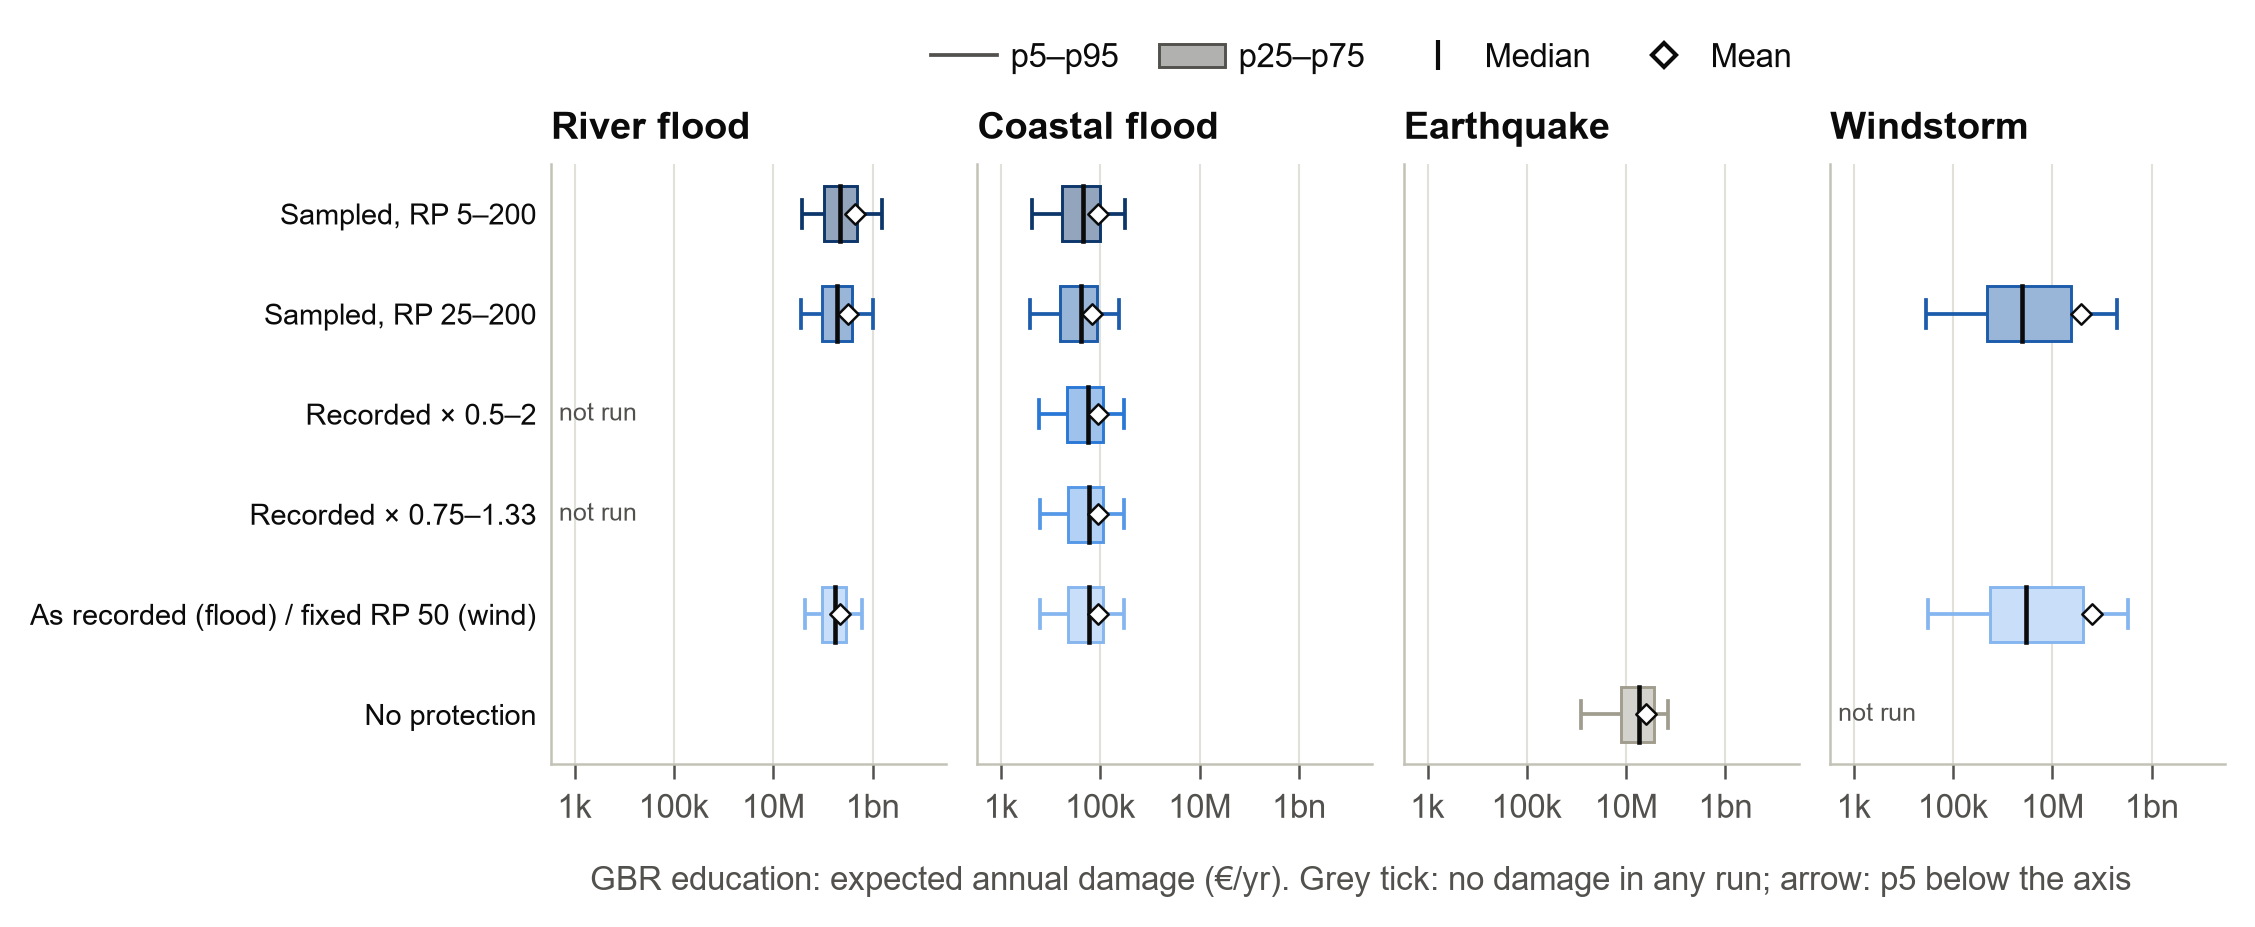 p5–p95 p25–p75 Median Mean
River flood Coastal flood Earthquake Windstorm
Sampled, RP 5–200
Sampled, RP 25–200
Recorded × 0.5–2 not run
Recorded × 0.75–1.33 not run
As recorded (flood) / fixed RP 50 (wind)
No protection not run
1k 100k 10M 1bn 1k 100k 10M 1bn 1k 100k 10M 1bn 1k 100k 10M 1bn
GBR education: expected annual damage (€/yr). Grey tick: no damage in any run; arrow: p5 below the axis